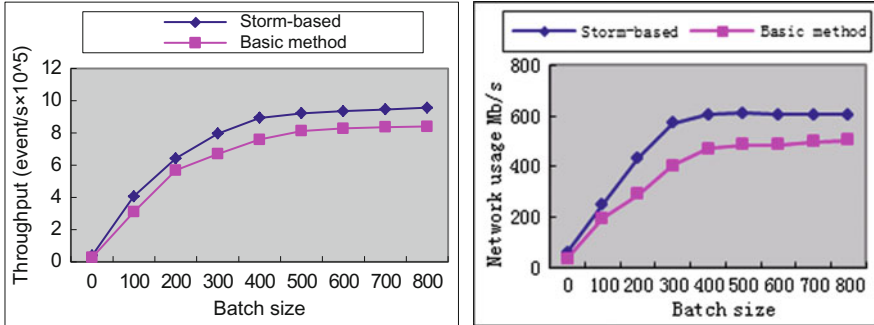 Storm-based
Basic method
Throughput (event/s×10^5)
12
10
8
6
4
2
0
0 100 200 300 400 500 600 700 800
Batch size
Storm-based Basic method
Network usage Mb/s
800
600
400
200
0
0 100 200 300 400 500 600 700 800
Batch size